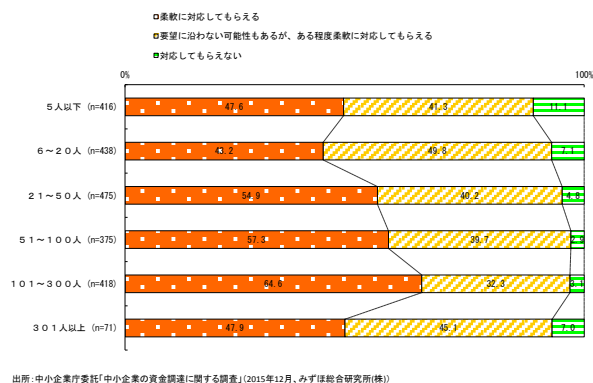 柔軟に対応してもらえる
要望に沿わない可能性もあるが、ある程度柔軟に対応してもらえる
対応してもらえない
0% 100%
5人以下 (n=416) 47.6 41.3 11.1
6～20人 (n=438) 43.2 49.8 7.1
21～50人 (n=475) 54.9 40.2 4.8
51～100人 (n=375) 57.3 39.7 2.9
101～300人 (n=418) 64.6 32.3 3.1
301人以上 (n=71) 47.9 45.1 7.0
出所：中小企業庁委託「中小企業の資金調達に関する調査」(2015年12月、みずほ総合研究所(株))